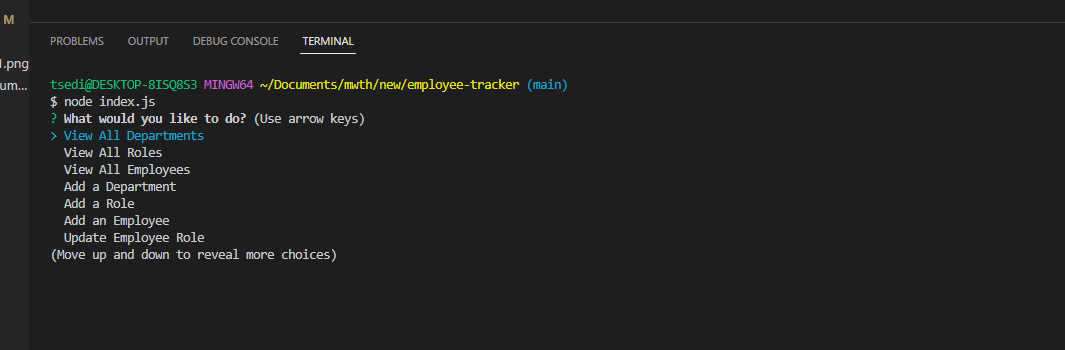 M
PROBLEMS OUTPUT DEBUG CONSOLE TERMINAL
l.png
um...
tsedi@DESKTOP-8ISQ8S3 MINGW64 ~/Documents/mwth/new/employee-tracker (main)
$ node index.js
? What would you like to do? (Use arrow keys)
> View All Departments
View All Roles
View All Employees
Add a Department
Add a Role
Add an Employee
Update Employee Role
(Move up and down to reveal more choices)